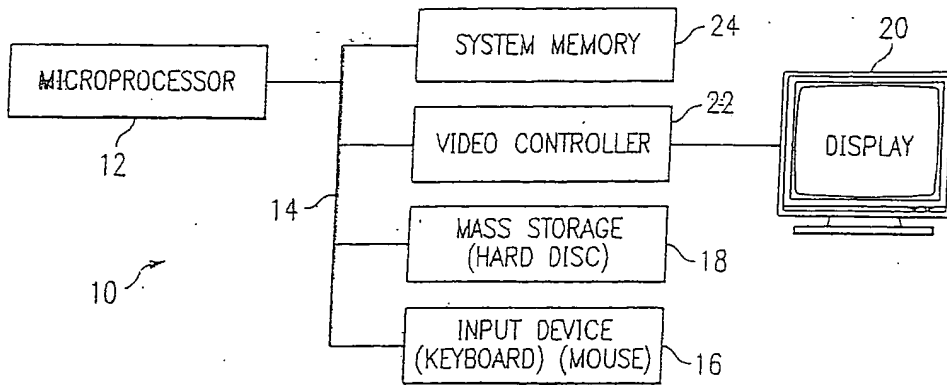 MICROPROCESSOR
12
14
10
SYSTEM MEMORY
24
VIDEO CONTROLLER
22
MASS STORAGE
(HARD DISC)
18
INPUT DEVICE
(KEYBOARD) (MOUSE)
16
20
DISPLAY